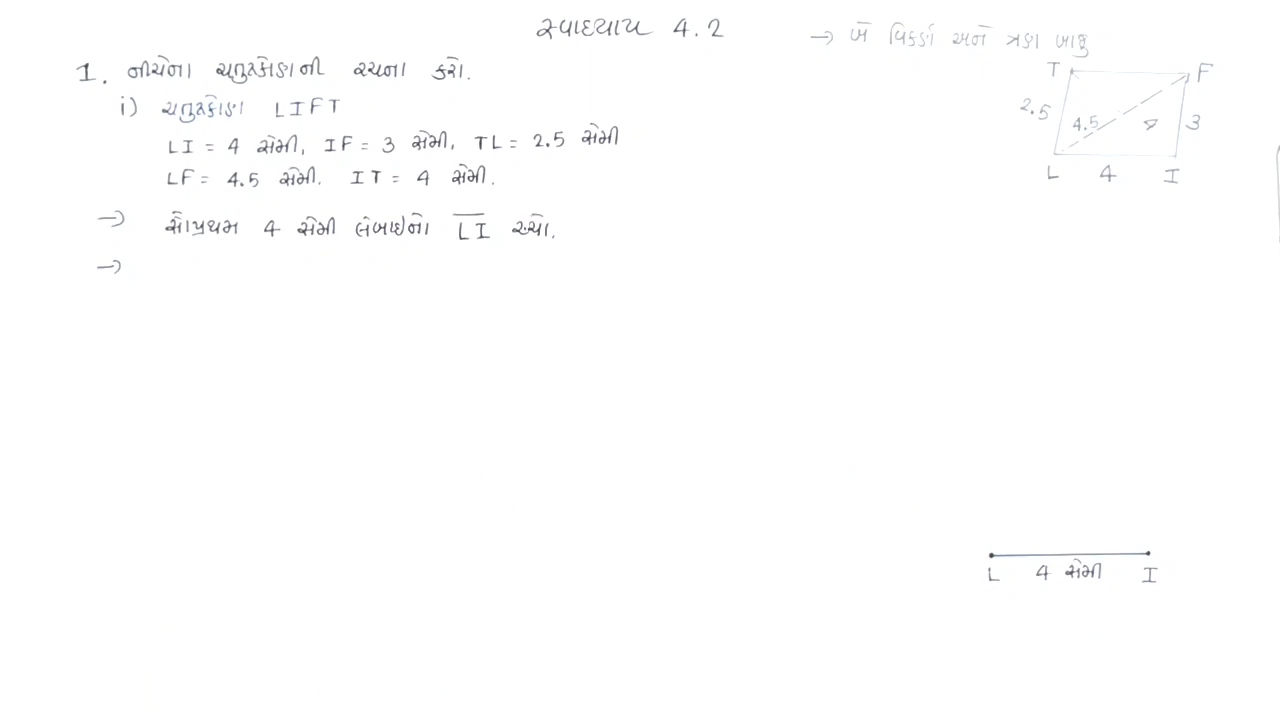 સ્વાધ્યાય 4.2
→ બે વિકર્ણો અને ત્રણ બાજુ
1. નીચેના ચતુષ્કોણની રચના કરો.
i) ચતુષ્કોણ LIFT
LI = 4 સેમી, IF = 3 સેમી, TL = 2.5 સેમી
LF = 4.5 સેમી. IT = 4 સેમી.
→ સૌપ્રથમ 4 સેમી લંબાઈનો L̅I̅ રચો.
→
T F
2.5 4.5 3
L 4 I
L 4 સેમી I